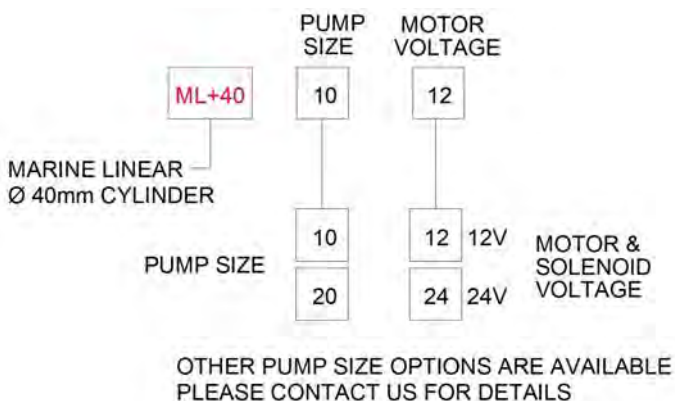 PUMP SIZE
MOTOR VOLTAGE
ML+40
10
12
MARINE LINEAR
Ø 40mm CYLINDER
PUMP SIZE
10
20
12 12V
24 24V
MOTOR &
SOLENOID
VOLTAGE
OTHER PUMP SIZE OPTIONS ARE AVAILABLE
PLEASE CONTACT US FOR DETAILS